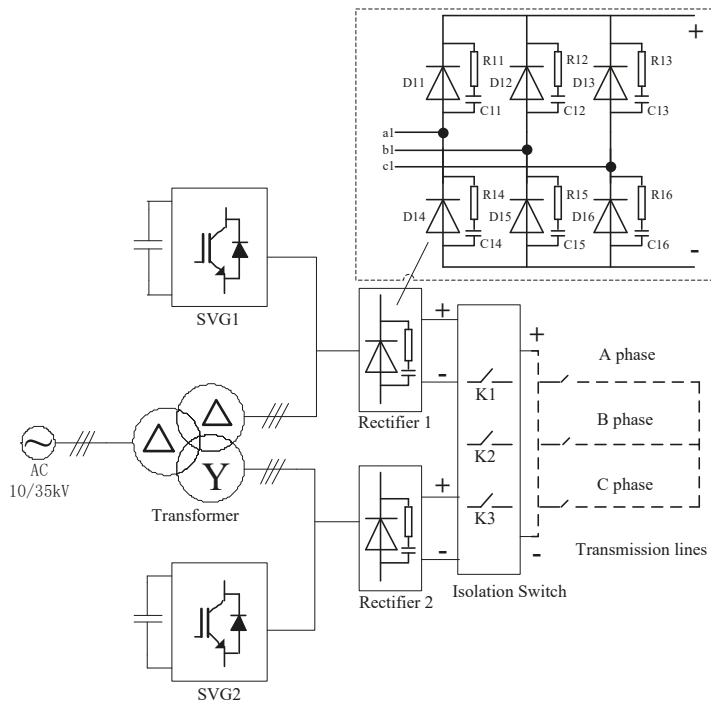 +
R11
R12
R13
D11
D12
D13
C11
C12
C13
a1
b1
c1
R14
R15
R16
D14
D15
D16
C14
C15
C16
-
SVG1
+
+
A phase
-
K1
Rectifier 1
B phase
AC
10/35kV
Y
K2
Transformer
+
C phase
K3
-
-
Transmission lines
Rectifier 2
Isolation Switch
SVG2